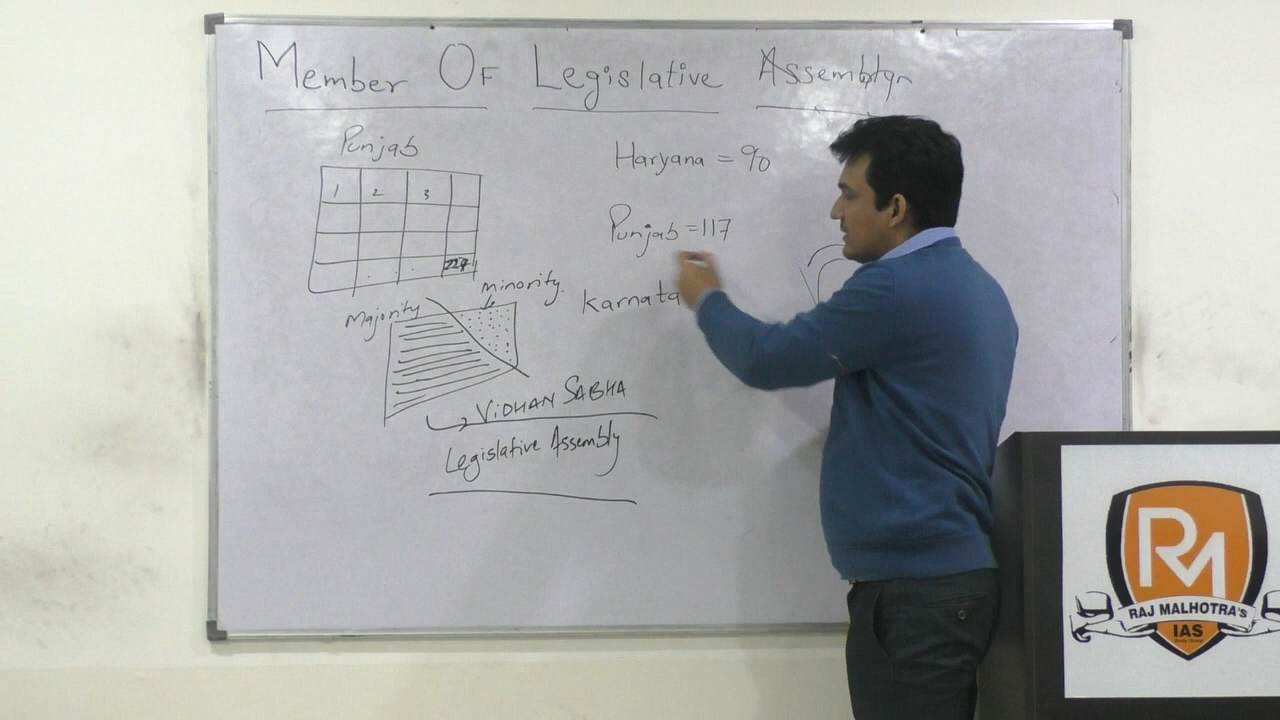 Member Of Legislative Assembly
Punjab
1 2 3
Majority
minority
VIDHAN SABHA
Legislative Assembly
Haryana = 90
Punjab = 117
Karnata
RM
RAJ MALHOTRA'S
IAS